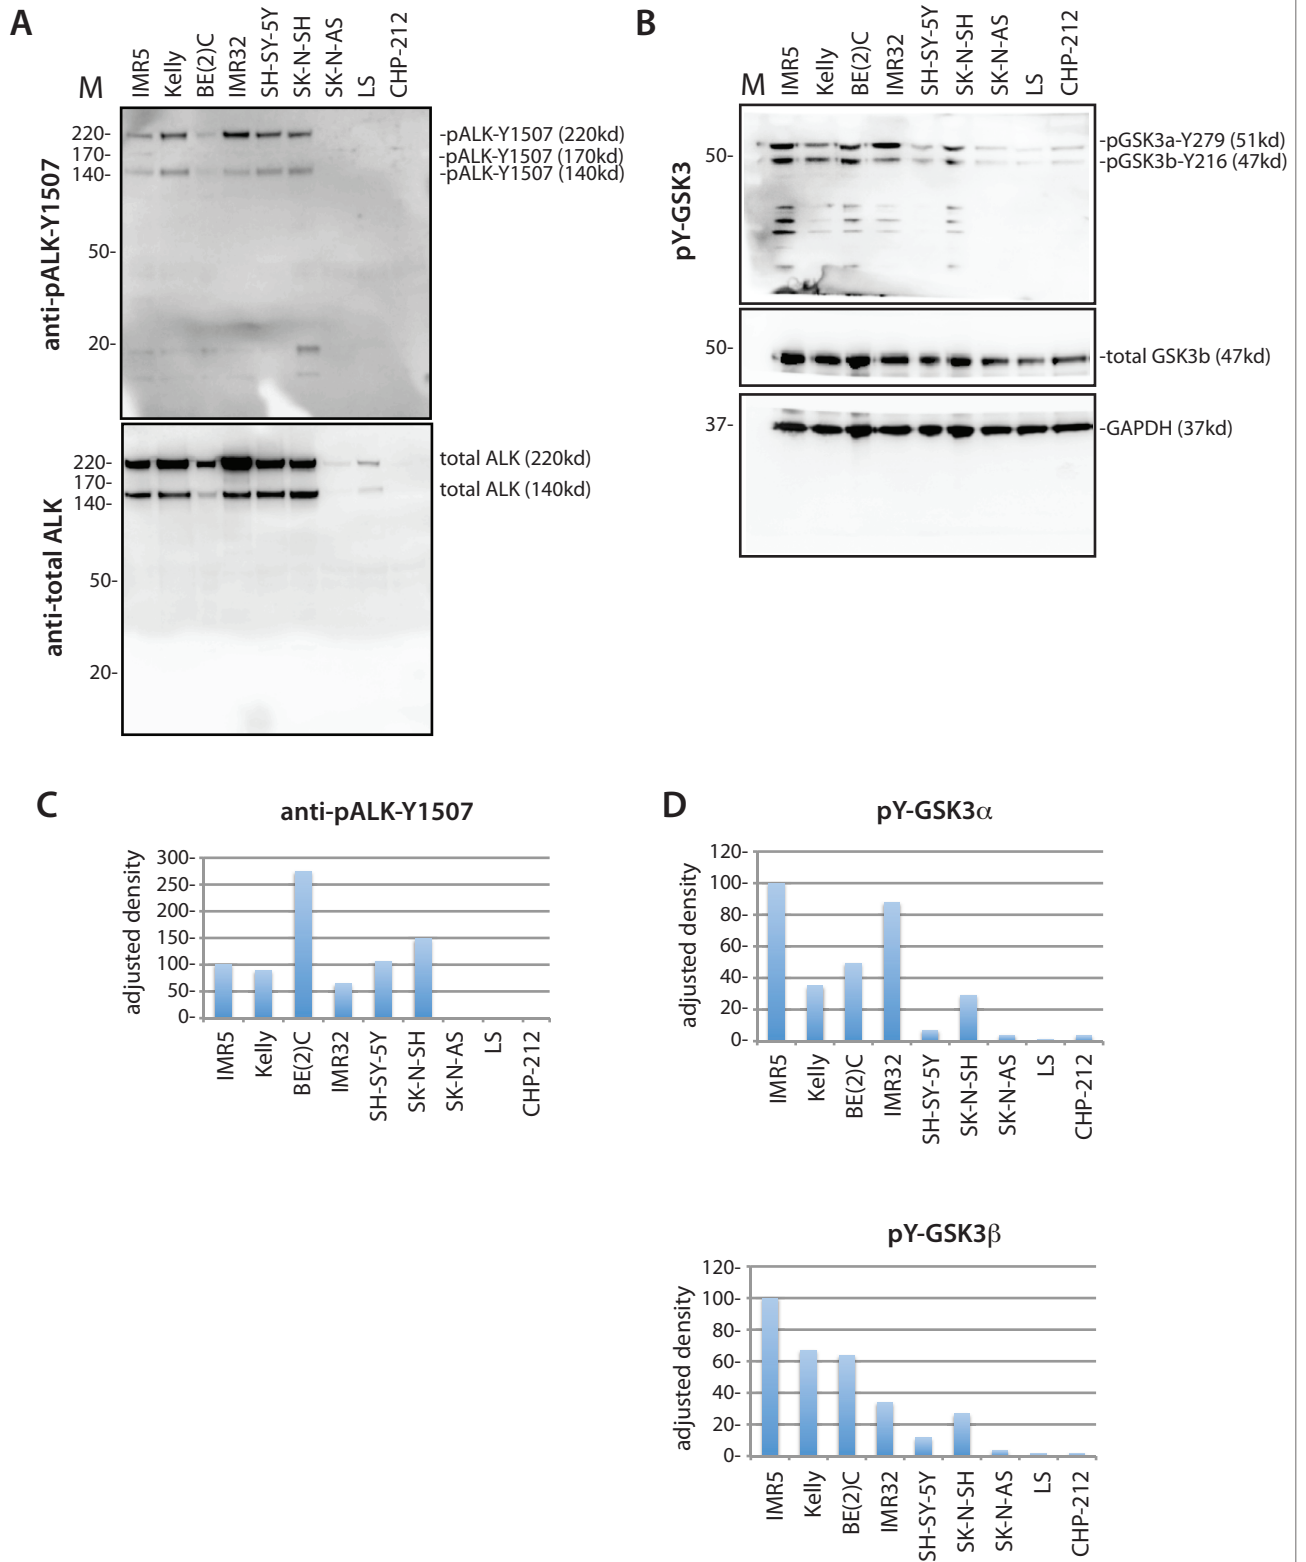 A
M
IMR5
Kelly
BE(2)C
IMR32
SH-SY-5Y
SK-N-SH
SK-N-AS
LS
CHP-212
anti-pALK-Y1507
220-
170-
140-
50-
20-
-pALK-Y1507 (220kd)
-pALK-Y1507 (170kd)
-pALK-Y1507 (140kd)
anti-total ALK
220-
170-
140-
50-
20-
total ALK (220kd)
total ALK (140kd)
B
M
IMR5
Kelly
BE(2)C
IMR32
SH-SY-5Y
SK-N-SH
SK-N-AS
LS
CHP-212
pY-GSK3
50-
-pGSK3a-Y279 (51kd)
-pGSK3b-Y216 (47kd)
50-
-total GSK3b (47kd)
37-
-GAPDH (37kd)
C
anti-pALK-Y1507
adjusted density
300-
250-
200-
150-
100-
50-
0-
IMR5
Kelly
BE(2)C
IMR32
SH-SY-5Y
SK-N-SH
SK-N-AS
LS
CHP-212
D
pY-GSK3α
adjusted density
120-
100-
80-
60-
40-
20-
0-
IMR5
Kelly
BE(2)C
IMR32
SH-SY-5Y
SK-N-SH
SK-N-AS
LS
CHP-212
pY-GSK3β
adjusted density
120-
100-
80-
60-
40-
20-
0-
IMR5
Kelly
BE(2)C
IMR32
SH-SY-5Y
SK-N-SH
SK-N-AS
LS
CHP-212